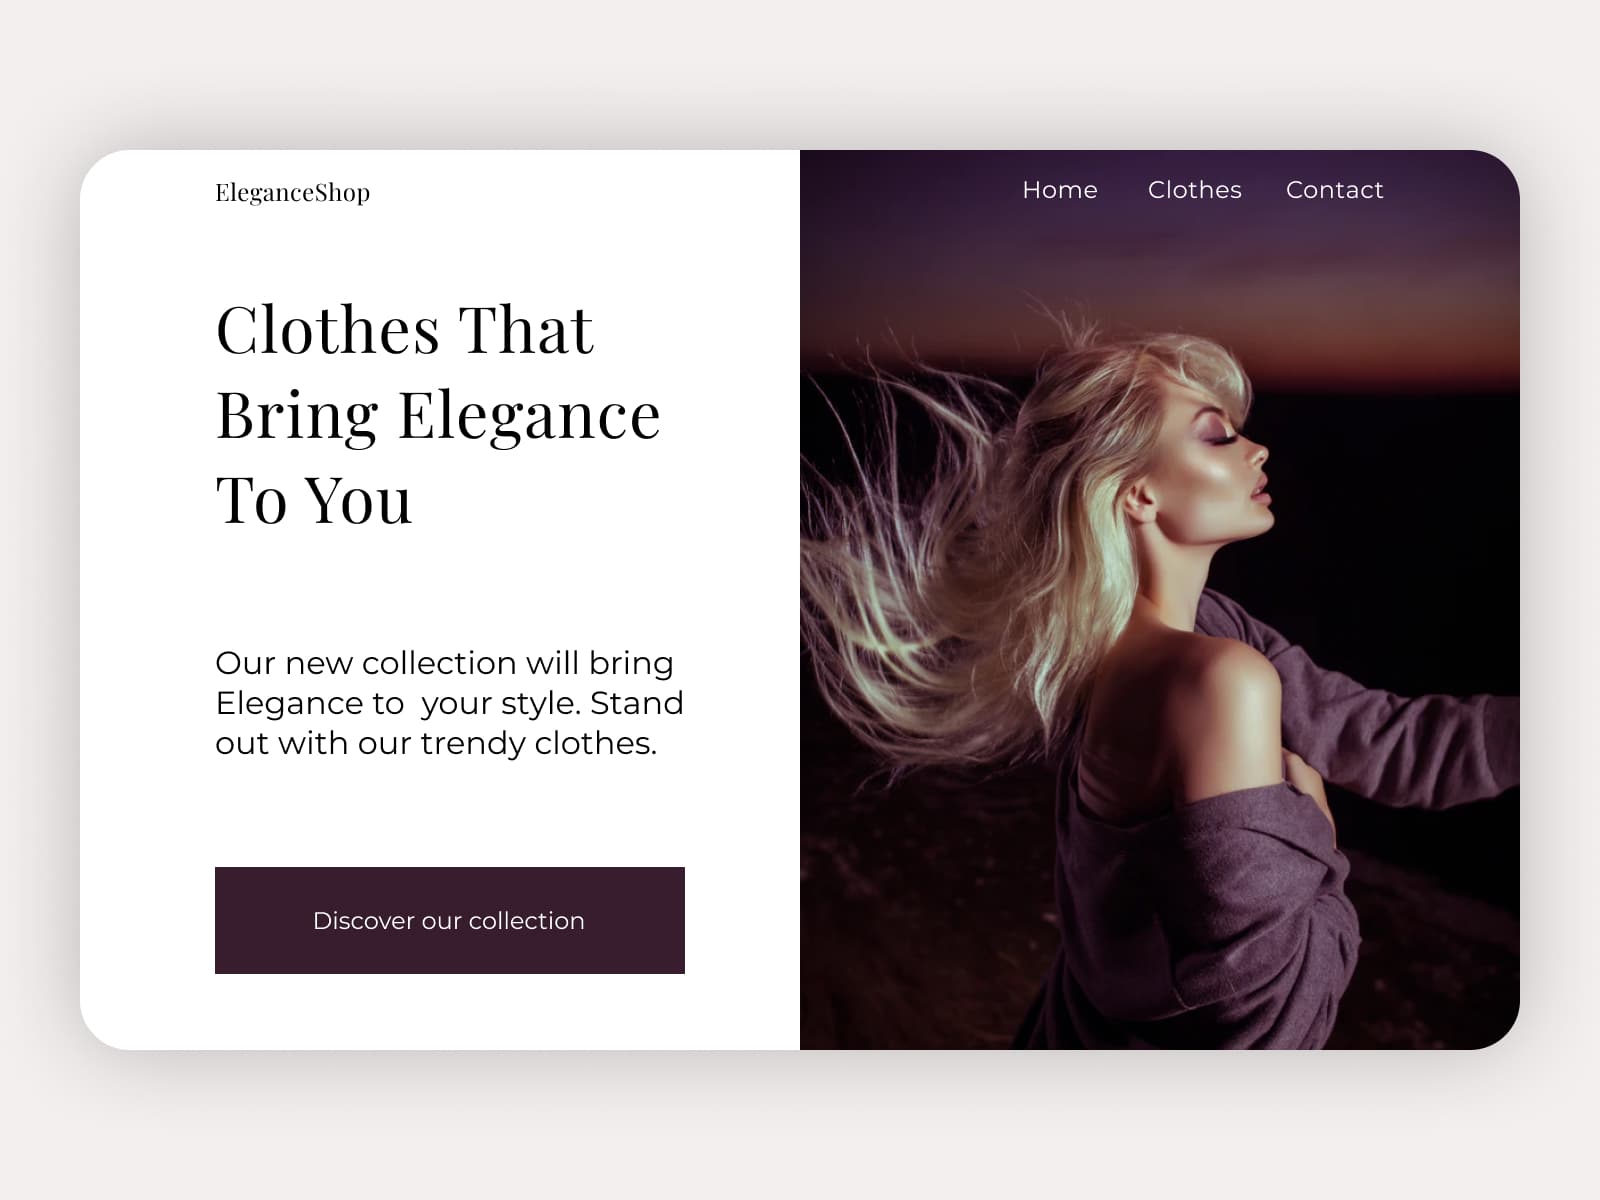 EleganceShop
Home Clothes Contact
Clothes That
Bring Elegance
To You
Our new collection will bring
Elegance to  your style. Stand
out with our trendy clothes.
Discover our collection